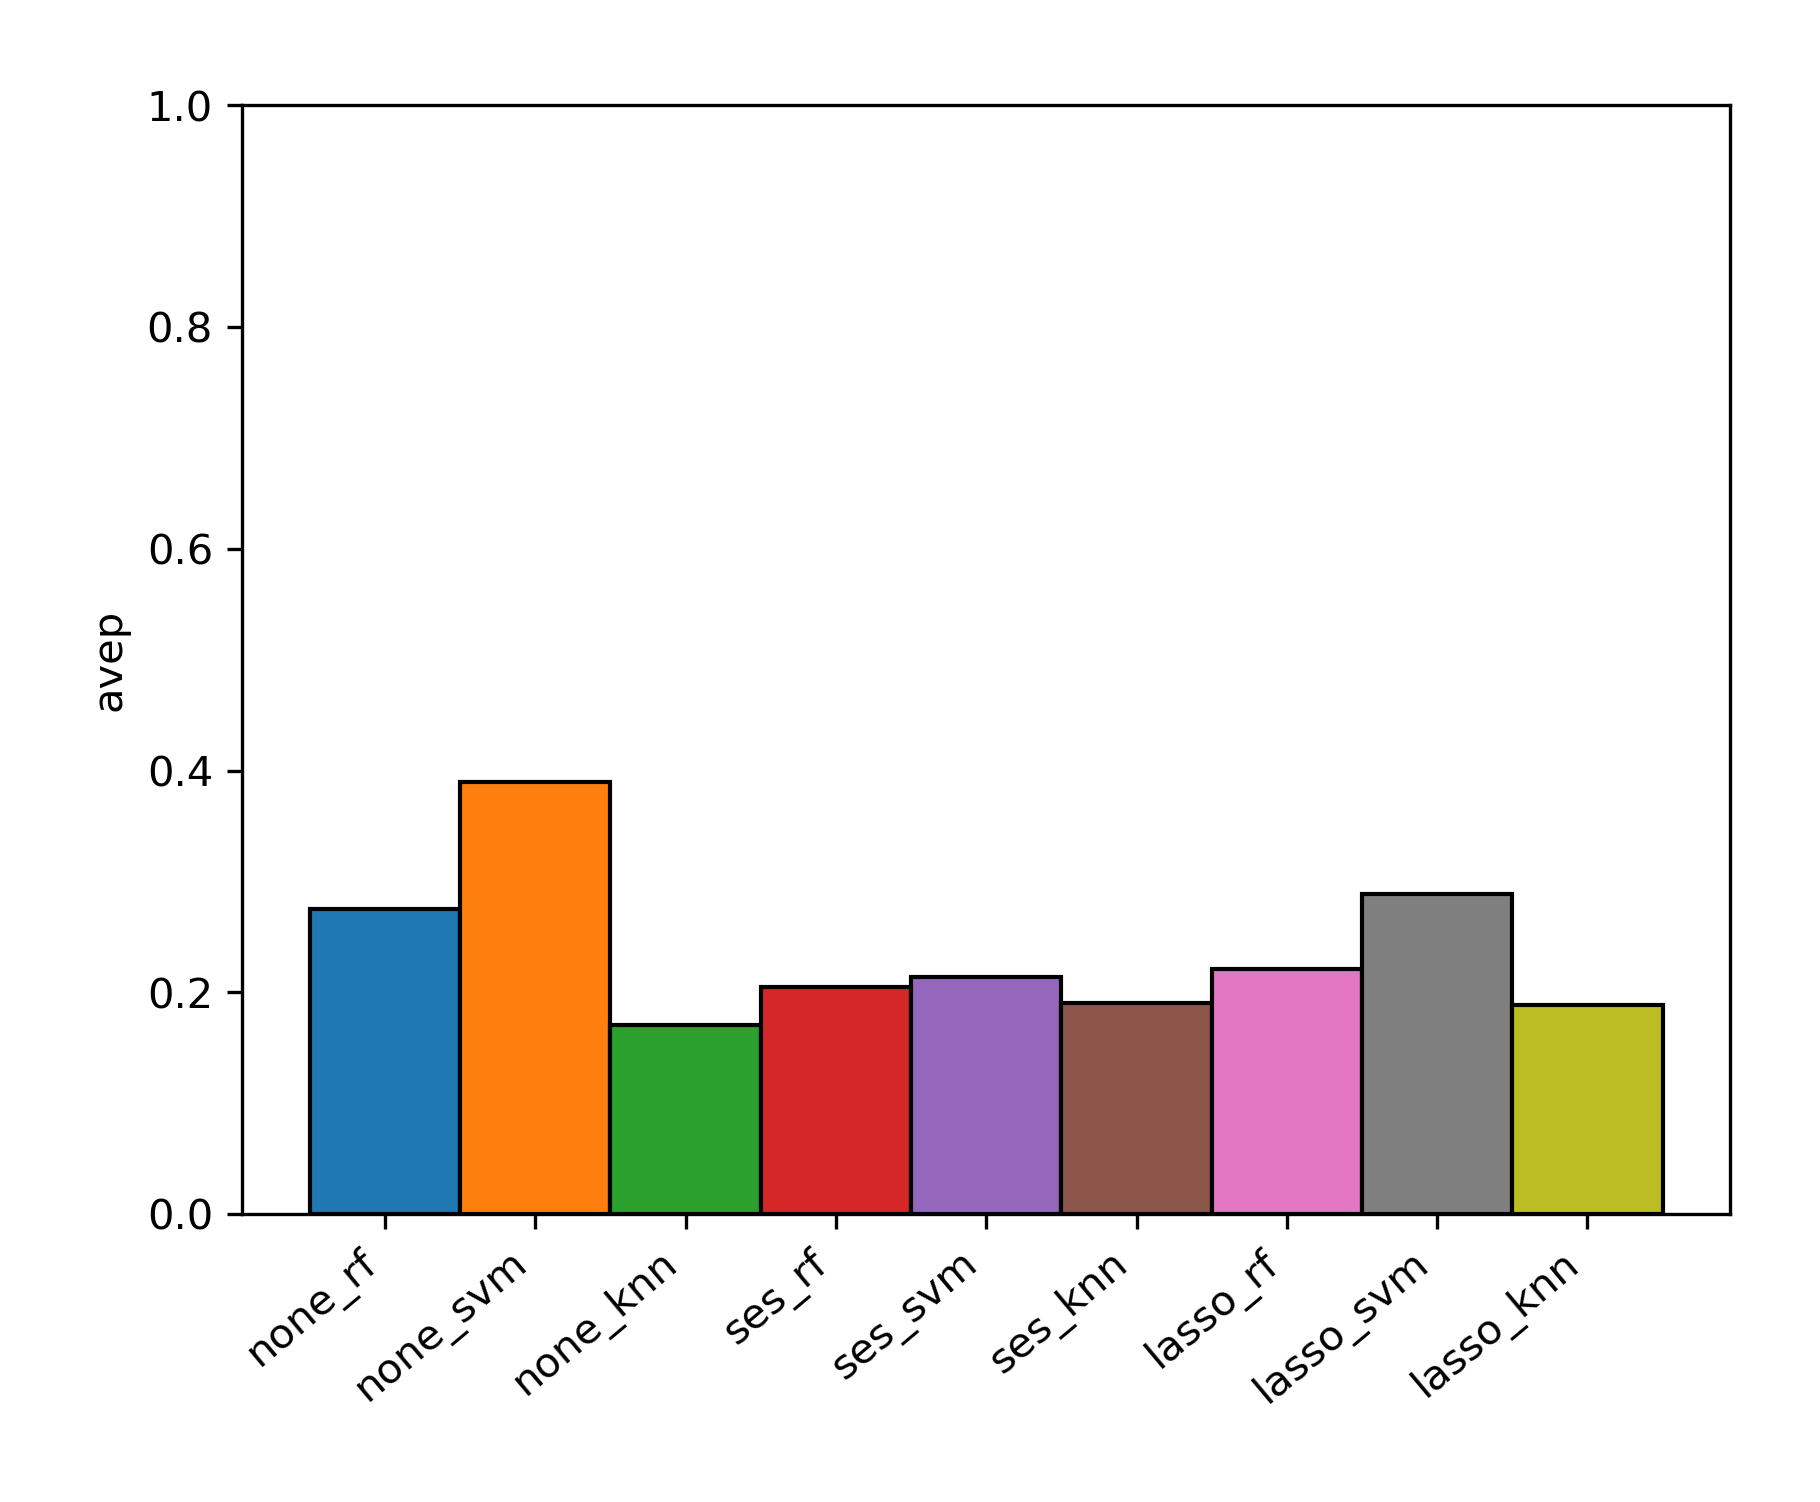 1.0
0.8
0.6
0.4
0.2
0.0
avep
none_rf
none_svm
none_knn
ses_rf
ses_svm
ses_knn
lasso_rf
lasso_svm
lasso_knn